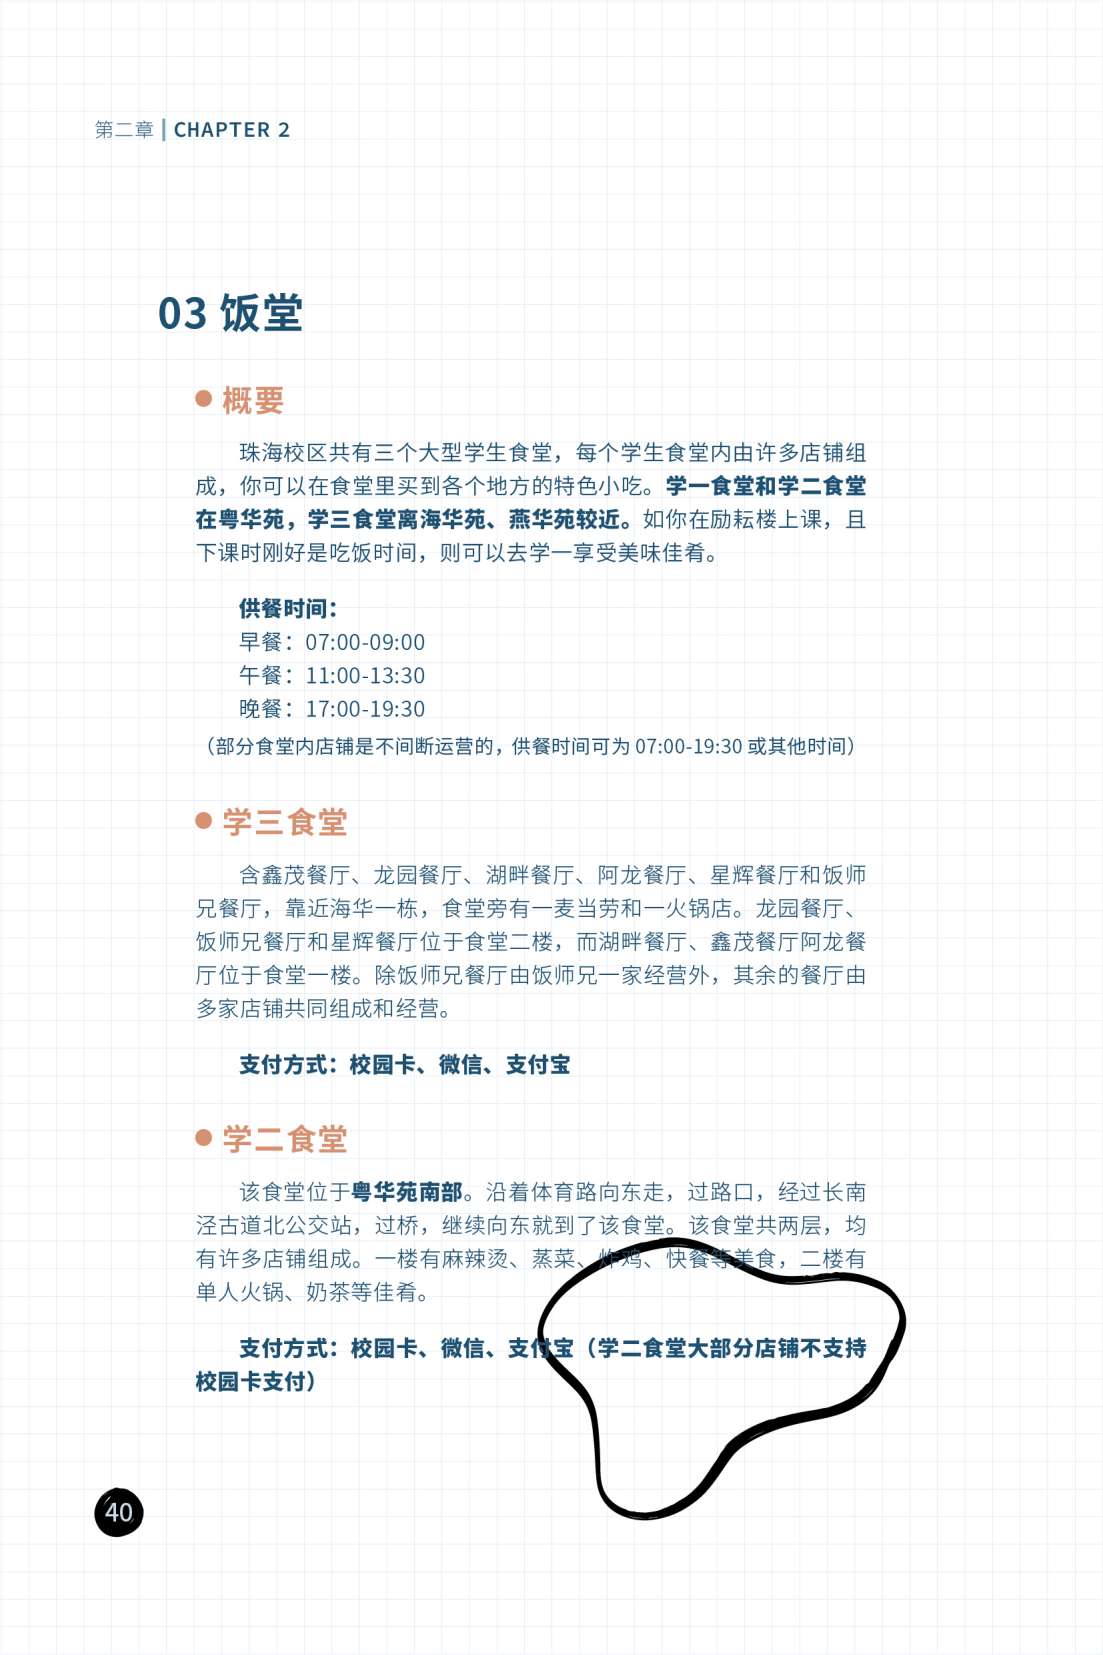 第二章 | CHAPTER 2
03 饭堂
概要
珠海校区共有三个大型学生食堂，每个学生食堂内由许多店铺组
成，你可以在食堂里买到各个地方的特色小吃。学一食堂和学二食堂
在粤华苑，学三食堂离海华苑、燕华苑较近。如你在励耘楼上课，且
下课时刚好是吃饭时间，则可以去学一享受美味佳肴。
供餐时间：
早餐：07:00-09:00
午餐：11:00-13:30
晚餐：17:00-19:30
（部分食堂内店铺是不间断运营的，供餐时间可为 07:00-19:30 或其他时间）
学三食堂
含鑫茂餐厅、龙园餐厅、湖畔餐厅、阿龙餐厅、星辉餐厅和饭师
兄餐厅，靠近海华一栋，食堂旁有一麦当劳和一火锅店。龙园餐厅、
饭师兄餐厅和星辉餐厅位于食堂二楼，而湖畔餐厅、鑫茂餐厅阿龙餐
厅位于食堂一楼。除饭师兄餐厅由饭师兄一家经营外，其余的餐厅由
多家店铺共同组成和经营。
支付方式：校园卡、微信、支付宝
学二食堂
该食堂位于粤华苑南部。沿着体育路向东走，过路口，经过长南
泾古道北公交站，过桥，继续向东就到了该食堂。该食堂共两层，均
有许多店铺组成。一楼有麻辣烫、蒸菜、炸鸡、快餐等美食，二楼有
单人火锅、奶茶等佳肴。
支付方式：校园卡、微信、支付宝（学二食堂大部分店铺不支持
校园卡支付）
40